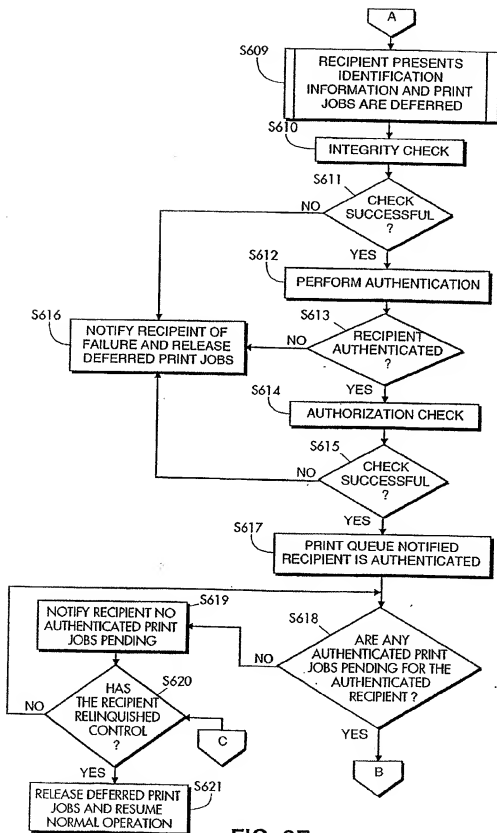 A
S609
RECIPIENT PRESENTS
IDENTIFICATION
INFORMATION AND PRINT
JOBS ARE DEFERRED
S610
INTEGRITY CHECK
S611
CHECK
SUCCESSFUL
?
NO
YES
S612
PERFORM AUTHENTICATION
S613
RECIPIENT
AUTHENTICATED
?
NO
YES
S616
NOTIFY RECIPEINT OF
FAILURE AND RELEASE
DEFERRED PRINT JOBS
S614
AUTHORIZATION CHECK
S615
CHECK
SUCCESSFUL
?
NO
YES
S617
PRINT QUEUE NOTIFIED
RECIPIENT IS AUTHENTICATED
S618
ARE ANY
AUTHENTICATED PRINT
JOBS PENDING FOR THE
AUTHENTICATED
RECIPIENT ?
NO
YES
B
S619
NOTIFY RECIPIENT NO
AUTHENTICATED PRINT
JOBS PENDING
S620
HAS
THE RECIPIENT
RELINQUISHED
CONTROL
?
NO
C
YES
S621
RELEASE DEFERRED PRINT
JOBS AND RESUME
NORMAL OPERATION